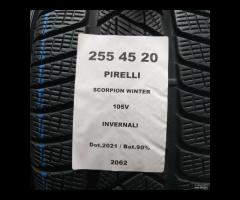 255 45 20
PIRELLI
SCORPION WINTER
105V
INVERNALI
Dot.2021 / Bat.90%
2062